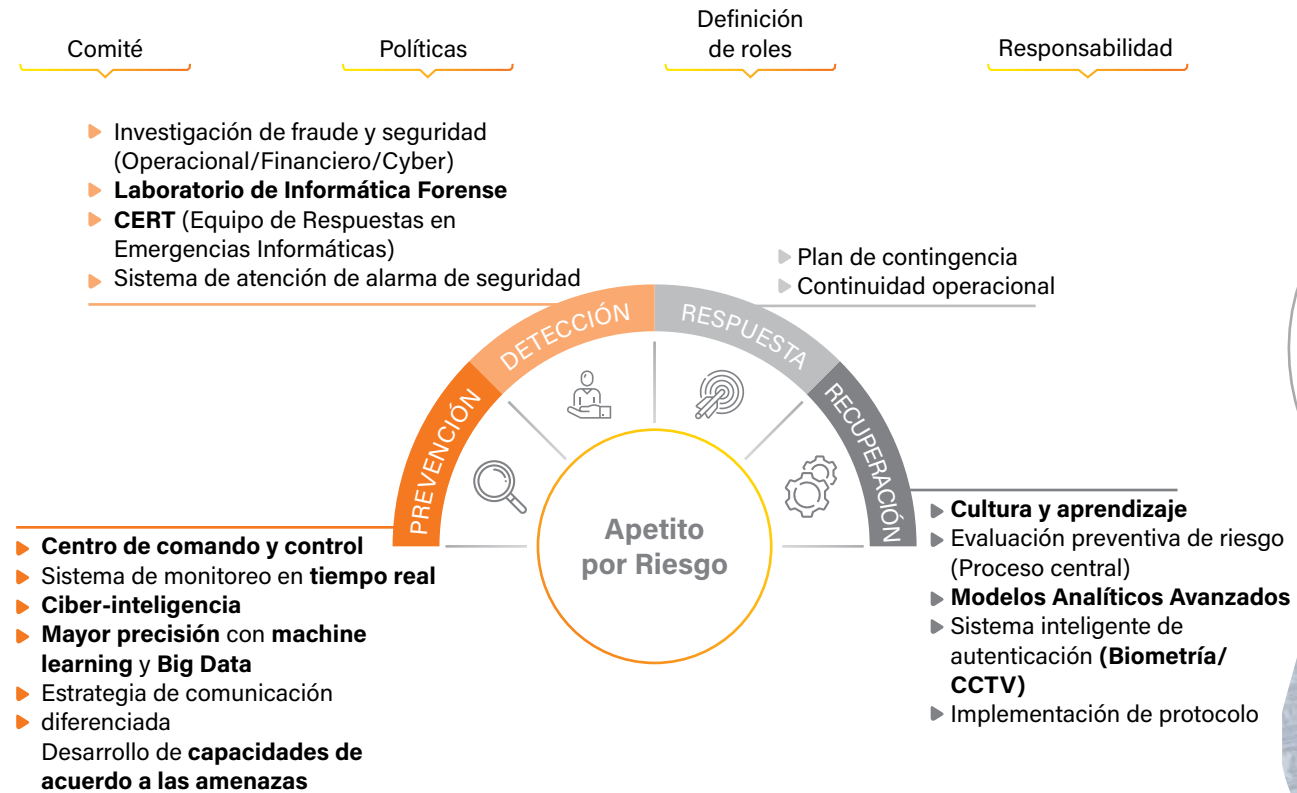 Comité
Políticas
Definición
de roles
Responsabilidad
Investigación de fraude y seguridad
(Operacional/Financiero/Cyber)
Laboratorio de Informática Forense
CERT (Equipo de Respuestas en
Emergencias Informáticas)
Sistema de atención de alarma de seguridad
Plan de contingencia
Continuidad operacional
PREVENCIÓN
DETECCIÓN
RESPUESTA
RECUPERACIÓN
Apetito
por Riesgo
Centro de comando y control
Sistema de monitoreo en tiempo real
Ciber-inteligencia
Mayor precisión con machine
learning y Big Data
Estrategia de comunicación
diferenciada
Desarrollo de capacidades de
acuerdo a las amenazas
Cultura y aprendizaje
Evaluación preventiva de riesgo
(Proceso central)
Modelos Analíticos Avanzados
Sistema inteligente de
autenticación (Biometría/
CCTV)
Implementación de protocolo